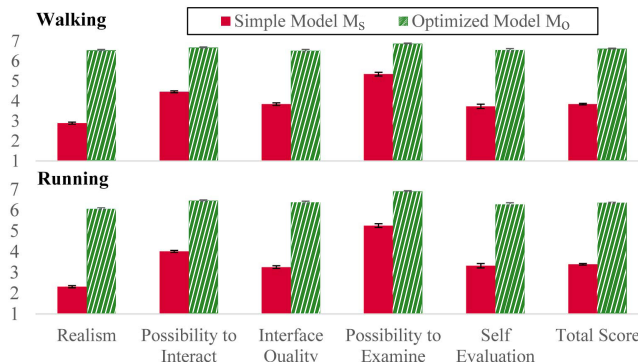 Simple Model Ms Optimized Model Mo
Walking
7
6
5
4
3
2
1
Running
7
6
5
4
3
2
1
Realism Possibility to Interface Possibility to Self Total Score
Interact Quality Examine Evaluation